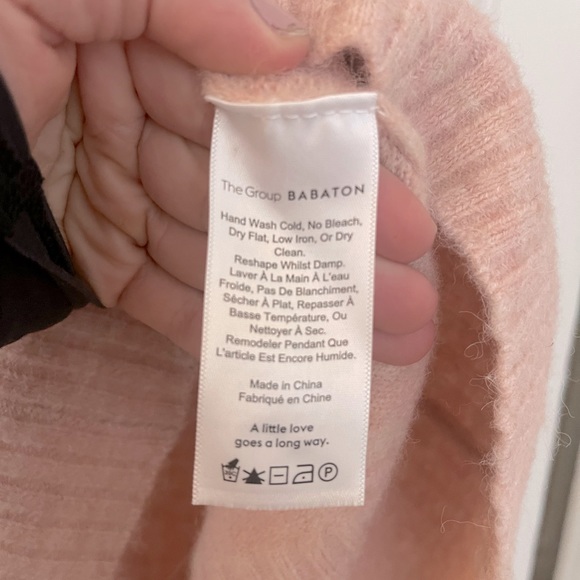 The Group BABATON
Hand Wash Cold, No Bleach,
Dry Flat, Low Iron, Or Dry
Clean.
Reshape Whilst Damp.
Laver À La Main À L'eau
Froide, Pas De Blanchiment,
Sécher À Plat, Repasser À
Basse Température, Ou
Nettoyer À Sec.
Remodeler Pendant Que
L'article Est Encore Humide.
Made in China
Fabriqué en Chine
A little love
goes a long way.
P